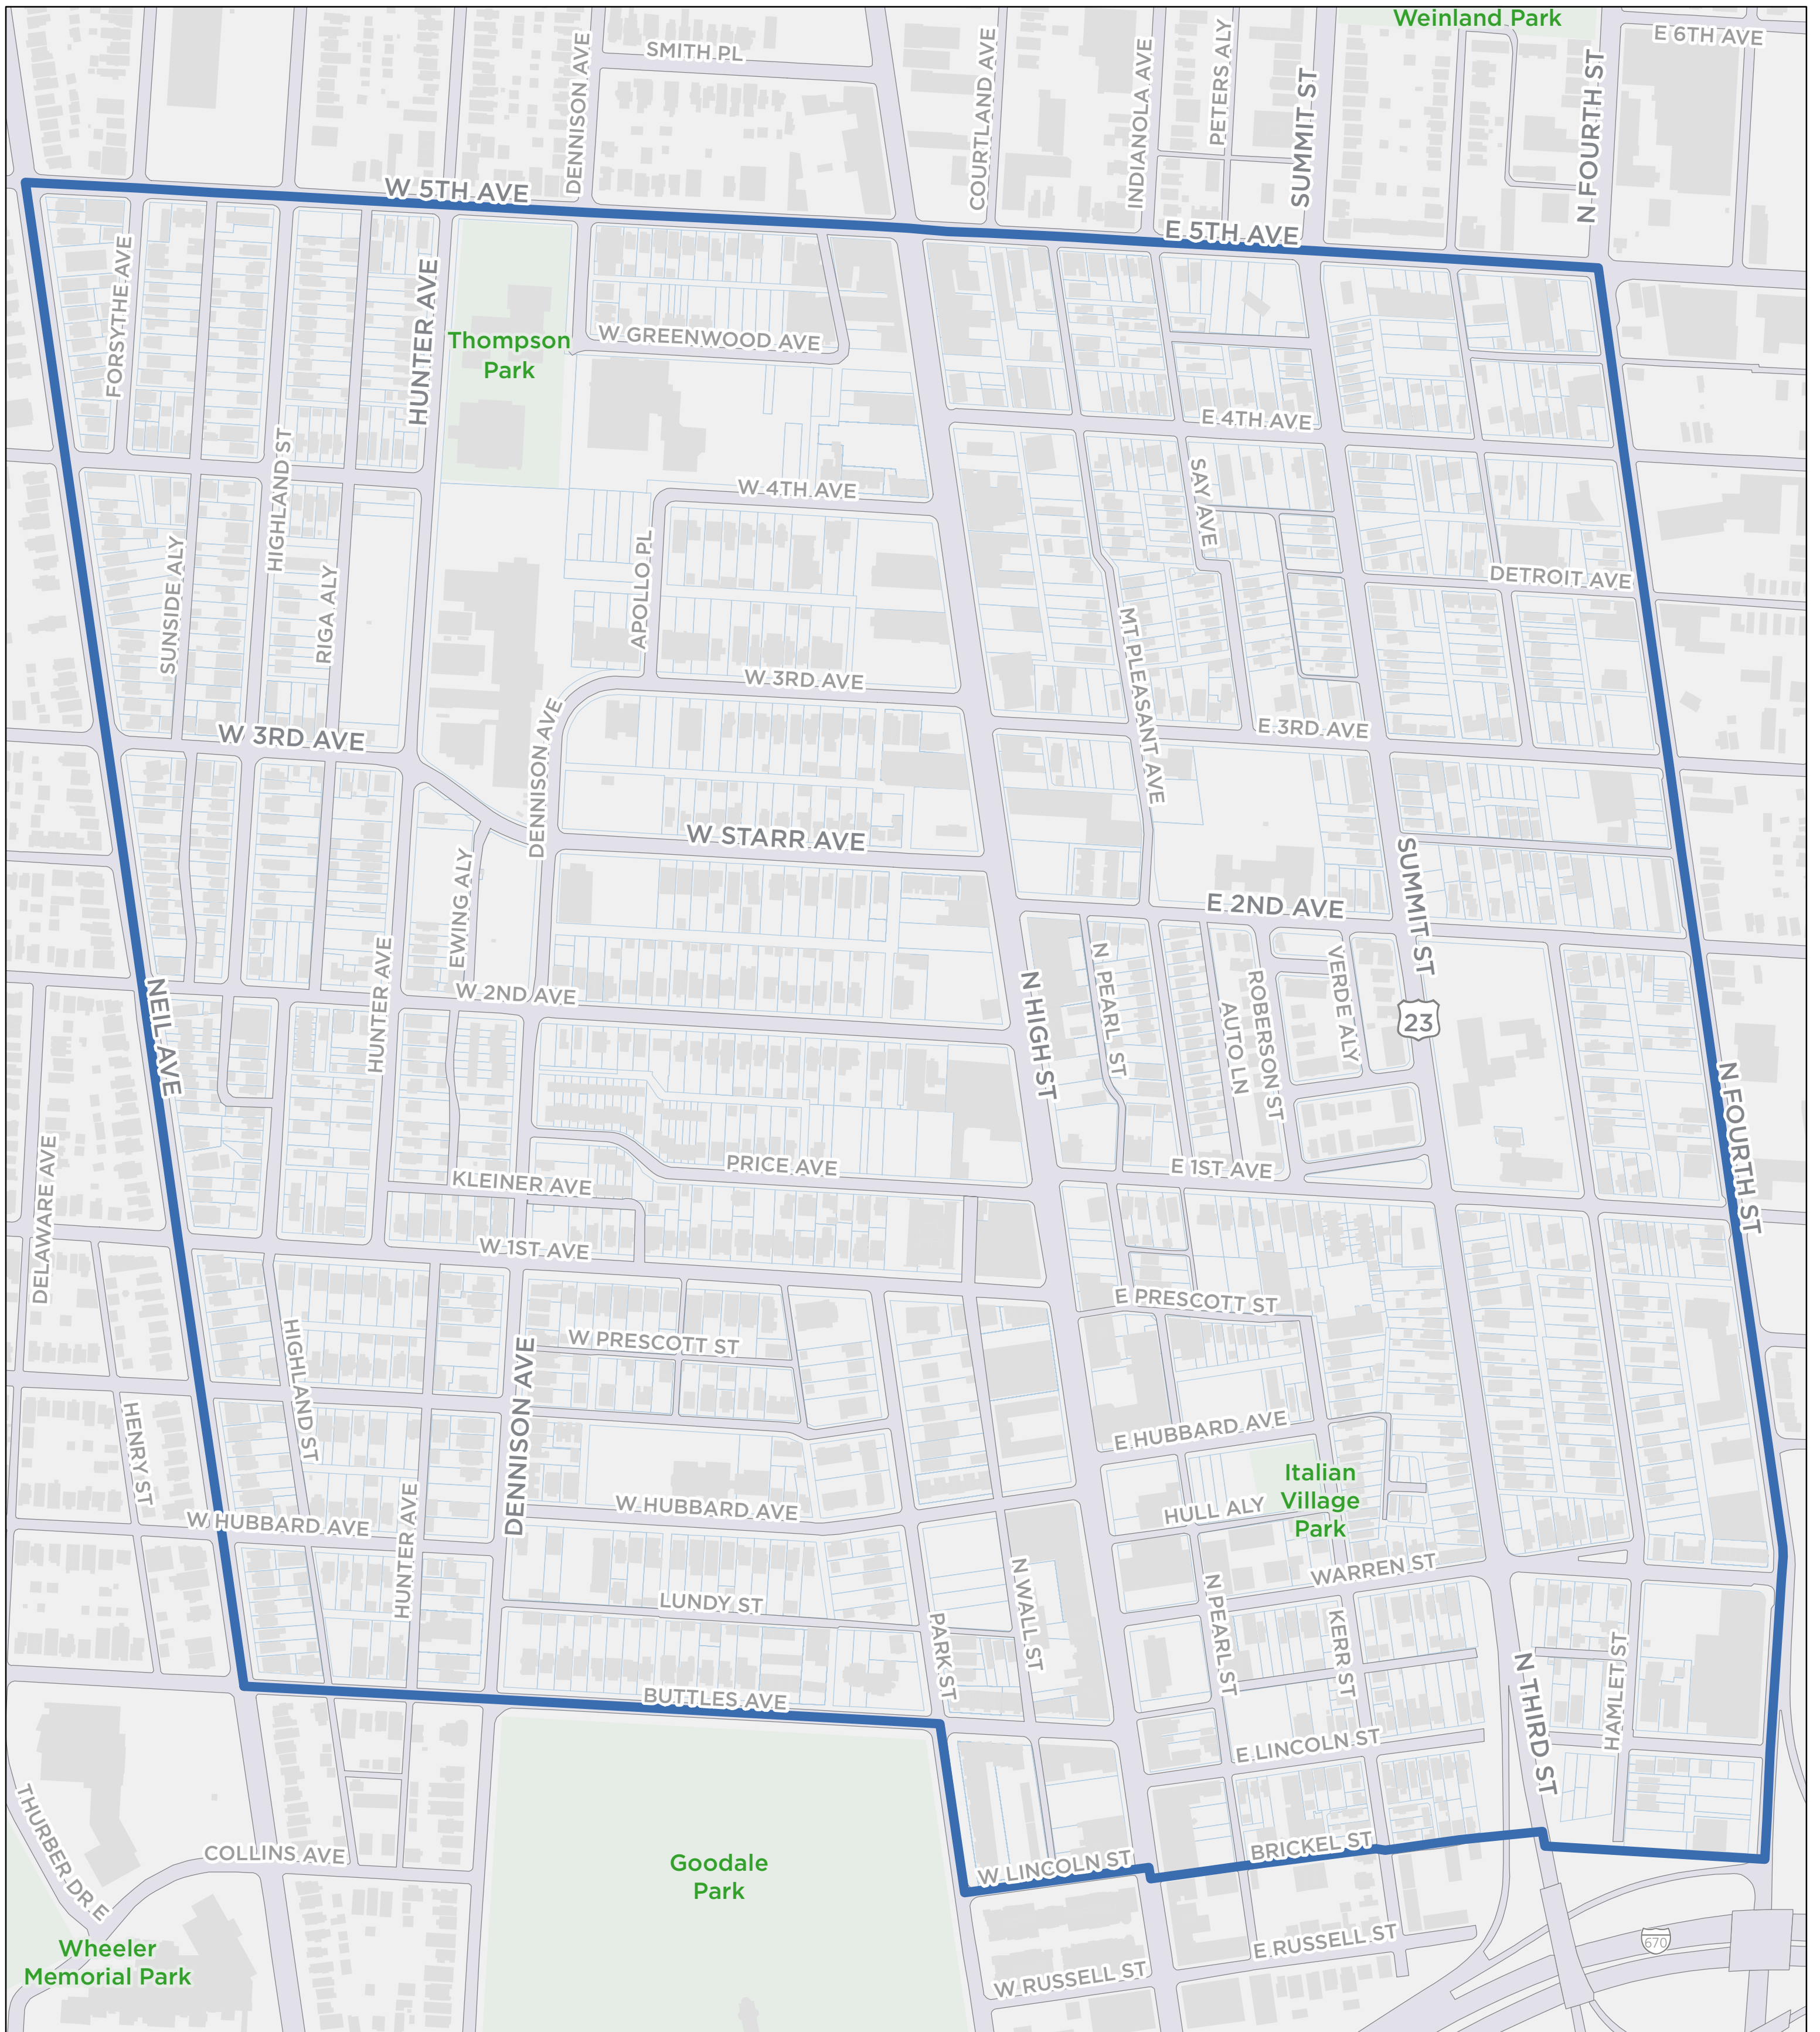 Weinland Park
E 6TH AVE
SMITH PL
DENNISON AVE
COURTLAND AVE
INDIANOLA AVE
PETERS ALY
SUMMIT ST
N FOURTH ST
W 5TH AVE
E 5TH AVE
FORSYTHE AVE
HUNTER AVE
Thompson
Park
W GREENWOOD AVE
E 4TH AVE
HIGHLAND ST
W 4TH AVE
SAY AVE
SUNSIDE ALY
RIGA ALY
APOLLO PL
DETROIT AVE
MT PLEASANT AVE
W 3RD AVE
W 3RD AVE
E 3RD AVE
DENNISON AVE
W STARR AVE
EWING ALY
E 2ND AVE
SUMMIT ST
NEIL AVE
HUNTER AVE
W 2ND AVE
N HIGH ST
N PEARL ST
AUTO LN
ROBERSON ST
VERDE ALY
23
N FOURTH ST
DELAWARE AVE
KLEINER AVE
PRICE AVE
E 1ST AVE
W 1ST AVE
E PRESCOTT ST
HIGHLAND ST
W PRESCOTT ST
DENNISON AVE
HENRY ST
E HUBBARD AVE
Italian
Village
Park
W HUBBARD AVE
HUNTER AVE
W HUBBARD AVE
HULL ALY
WARREN ST
LUNDY ST
PARK ST
N WALL ST
N PEARL ST
KERR ST
N THIRD ST
HAMLET ST
BUTTLES AVE
E LINCOLN ST
THURBER DR E
COLLINS AVE
Goodale
Park
W LINCOLN ST
BRICKEL ST
Wheeler
Memorial Park
E RUSSELL ST
W RUSSELL ST
670